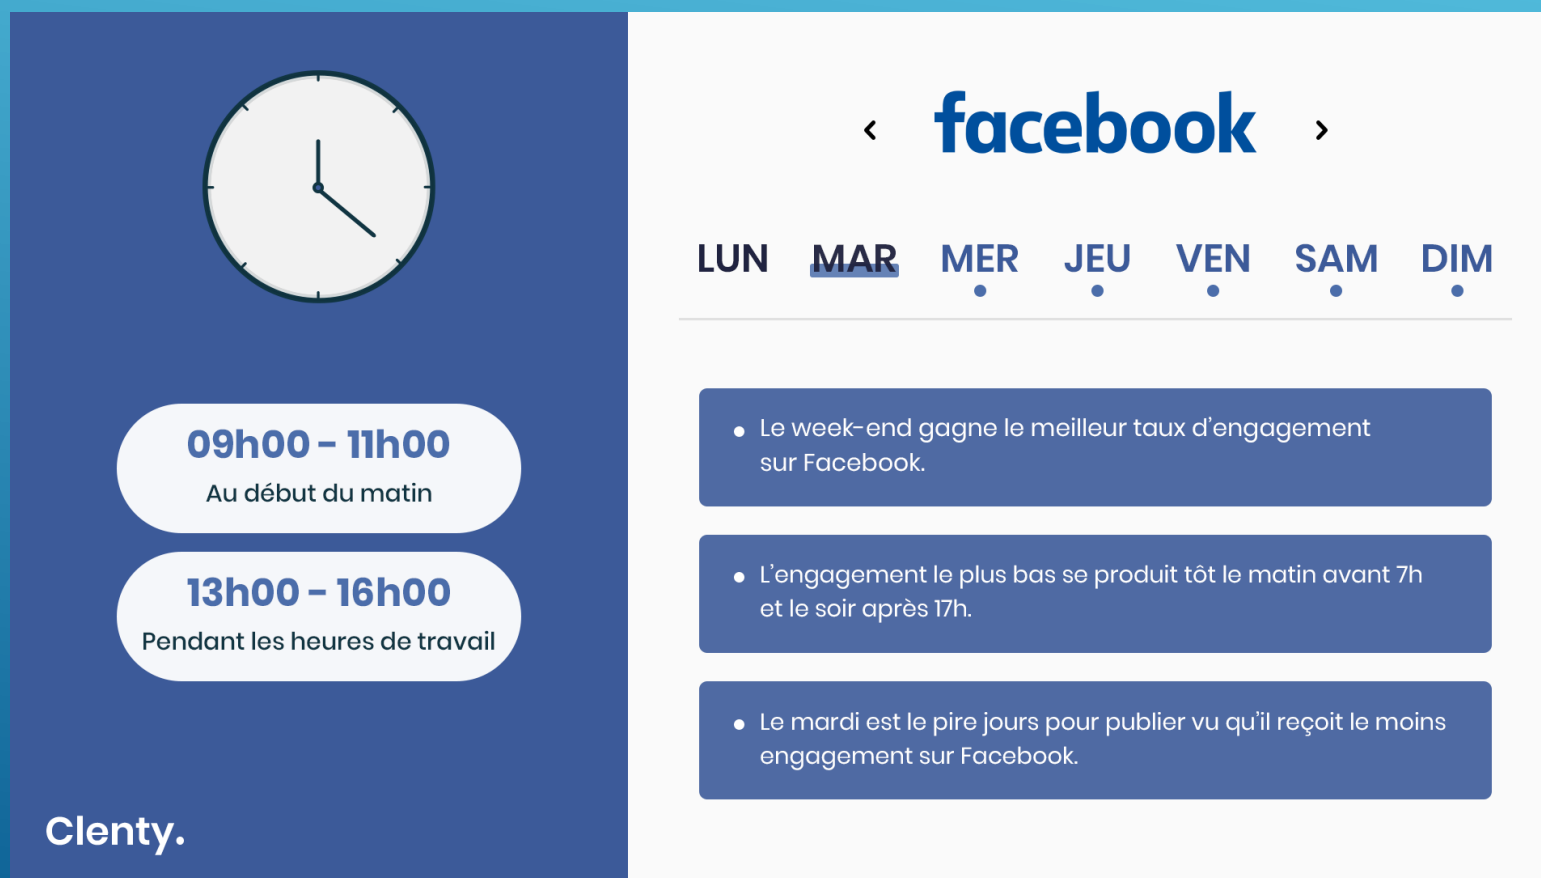 09h00 - 11h00
Au début du matin
13h00 - 16h00
Pendant les heures de travail
Clenty.
facebook
LUN MAR MER JEU VEN SAM DIM
Le week-end gagne le meilleur taux d’engagement
sur Facebook.
L’engagement le plus bas se produit tôt le matin avant 7h
et le soir après 17h.
Le mardi est le pire jours pour publier vu qu’il reçoit le moins
engagement sur Facebook.